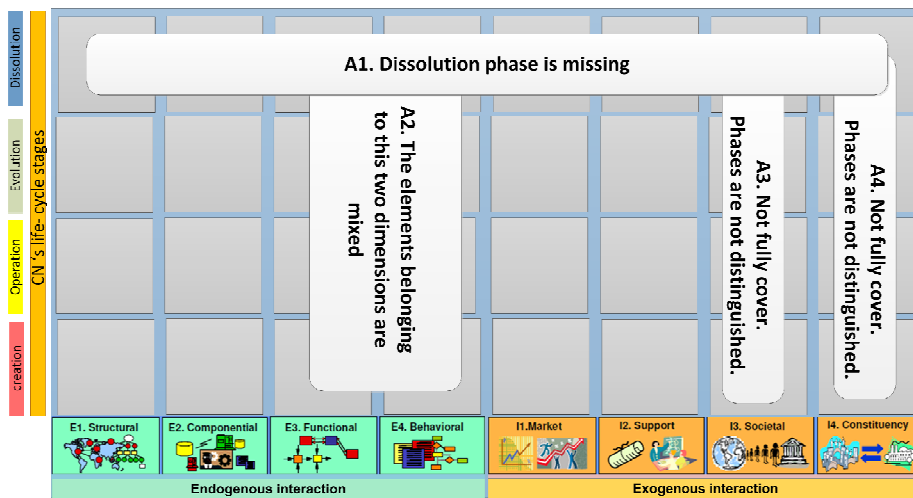 A1. Dissolution phase is missing
A2. The elements belonging
to this two dimensions are
mixed
A3. Not fully cover.
Phases are not distinguished.
A4. Not fully cover.
Phases are not distinguished.
Dissolution
Evolution
Operation
creation
CN 's life- cycle stages
E1. Structural
E2. Componential
E3. Functional
E4. Behavioral
I1.Market
I2. Support
I3. Societal
I4. Constituency
Endogenous interaction
Exogenous interaction